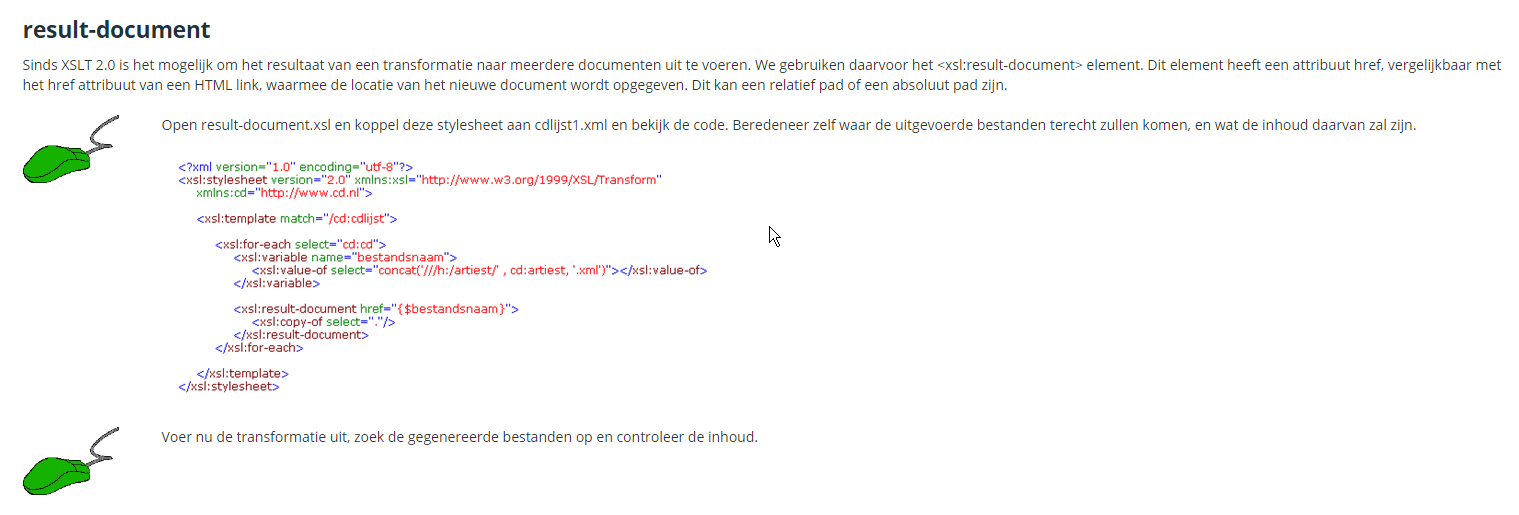 result-document
Sinds XSLT 2.0 is het mogelijk om het resultaat van een transformatie naar meerdere documenten uit te voeren. We gebruiken daarvoor het <xsl:result-document> element. Dit element heeft een attribuut href, vergelijkbaar met
het href attribuut van een HTML link, waarmee de locatie van het nieuwe document wordt opgegeven. Dit kan een relatief pad of een absoluut pad zijn.
Open result-document.xsl en koppel deze stylesheet aan cdlijst1.xml en bekijk de code. Beredeneer zelf waar de uitgevoerde bestanden terecht zullen komen, en wat de inhoud daarvan zal zijn.
<?xml version="1.0" encoding="utf-8"?>
<xsl:stylesheet version="2.0" xmlns:xsl="http://www.w3.org/1999/XSL/Transform"
xmlns:cd="http://www.cd.nl">
<xsl:template match="/cd:cdlijst">
<xsl:for-each select="cd:cd">
<xsl:variable name="bestandsnaam">
<xsl:value-of select="concat('///h:/artiest/' , cd:artiest, '.xml')"></xsl:value-of>
</xsl:variable>
<xsl:result-document href="{$bestandsnaam}">
<xsl:copy-of select="."/>
</xsl:result-document>
</xsl:for-each>
</xsl:template>
</xsl:stylesheet>
Voer nu de transformatie uit, zoek de gegenereerde bestanden op en controleer de inhoud.